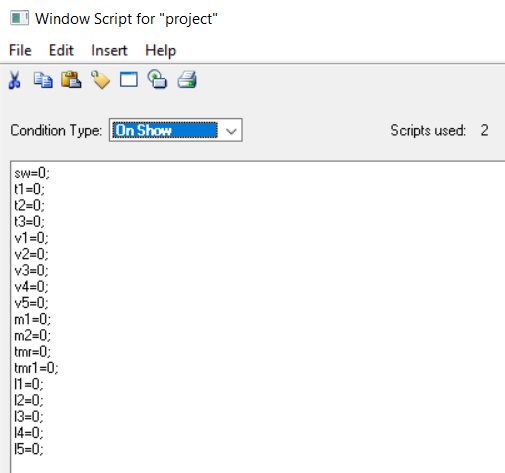 Window Script for "project"
File Edit Insert Help
Condition Type: On Show Scripts used: 2
sw=0;
t1=0;
t2=0;
t3=0;
v1=0;
v2=0;
v3=0;
v4=0;
v5=0;
m1=0;
m2=0;
tmr=0;
tmr1=0;
l1=0;
l2=0;
l3=0;
l4=0;
l5=0;